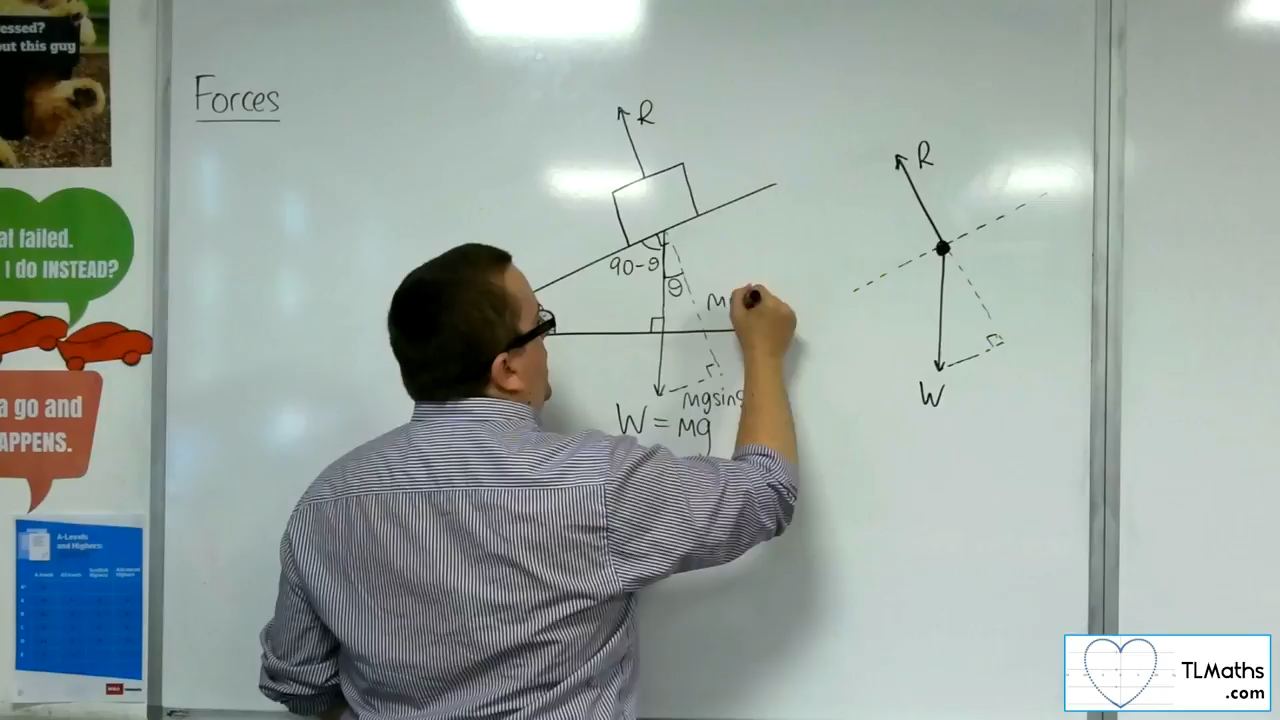 essed?
out this guy
al failed.
I do INSTEAD?
a go and
APPENS.
A-Levels
and Highers
Forces
R
90-θ
θ
mgsinθ
W = mg
R
W
TLMaths
.com